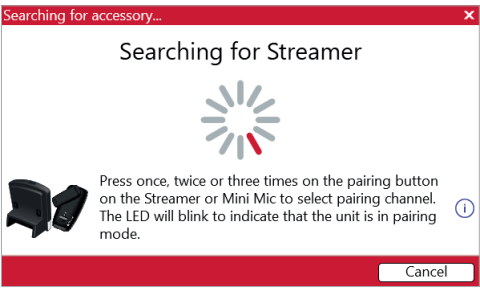 Searching for accessory...
Searching for Streamer
Press once, twice or three times on the pairing button
on the Streamer or Mini Mic to select pairing channel.
The LED will blink to indicate that the unit is in pairing
mode.
Cancel